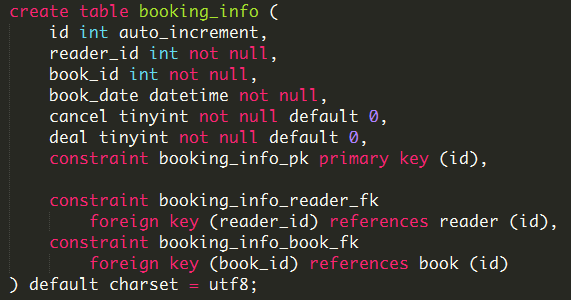 create table booking_info (
    id int auto_increment,
    reader_id int not null,
    book_id int not null,
    book_date datetime not null,
    cancel tinyint not null default 0,
    deal tinyint not null default 0,
    constraint booking_info_pk primary key (id),

    constraint booking_info_reader_fk
        foreign key (reader_id) references reader (id),
    constraint booking_info_book_fk
        foreign key (book_id) references book (id)
) default charset = utf8;